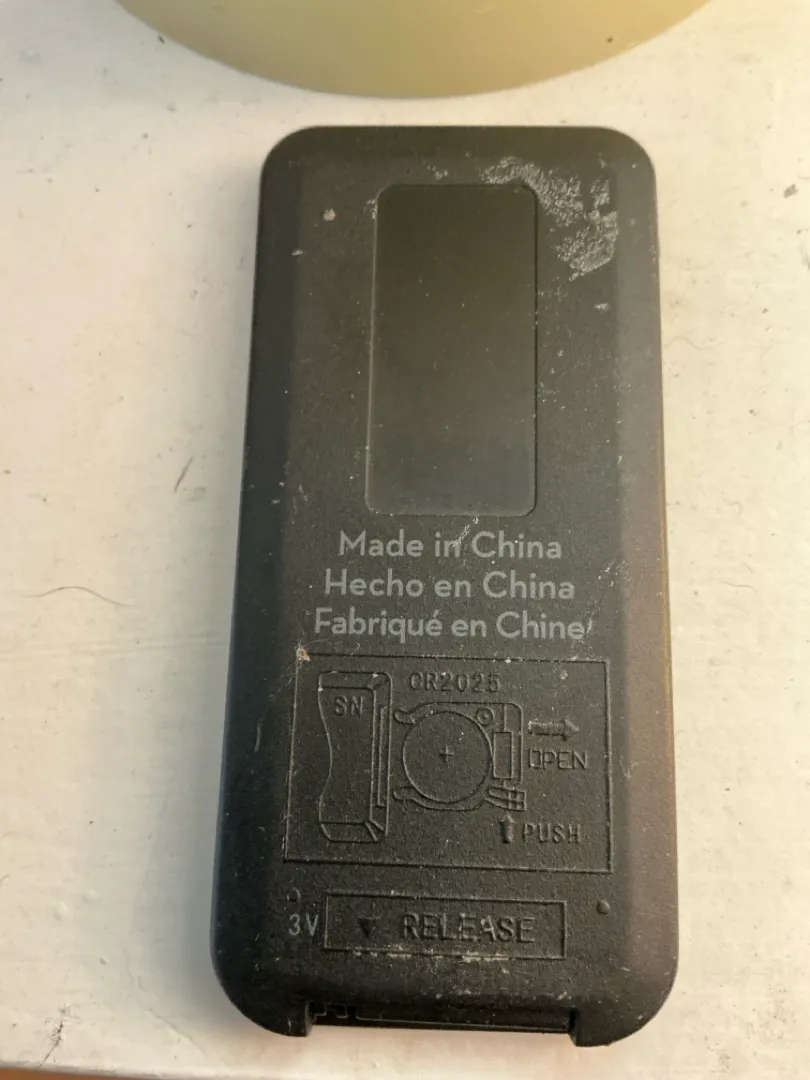 Made in China
Hecho en China
Fabriqué en Chine
SN
CR2025
OPEN
PUSH
3V
RELEASE